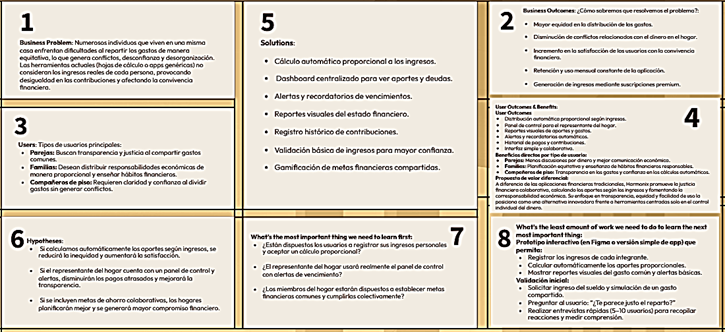 1
Business Problem: Numerosos individuos que viven en una misma
casa enfrentan dificultades al repartir los gastos de manera
equitativa, lo que genera conflictos, desconfianza y desorganización.
Las herramientas actuales (hojas de cálculo o apps genéricas) no
consideran los ingresos reales de cada persona, provocando
desigualdad en las contribuciones y afectando la convivencia
financiera.
2
Business Outcomes: ¿Cómo sabremos que resolvemos el problema?:
• Mayor equidad en la distribución de los gastos.
• Disminución de conflictos relacionados con el dinero en el hogar.
• Incremento en la satisfacción de los usuarios con la convivencia
financiera.
• Retención y uso mensual constante de la aplicación.
• Generación de ingresos mediante suscripciones premium.
3
Users: Tipos de usuarios principales:
• Parejas: Buscan transparencia y justicia al compartir gastos
comunes.
• Familias: Desean distribuir responsabilidades económicas de
manera proporcional y enseñar hábitos financieros.
• Compañeros de piso: Requieren claridad y confianza al dividir
gastos sin generar conflictos.
4
User Outcomes & Benefits:
User Outcomes
• Distribución automática proporcional según ingresos.
• Panel de control para el representante del hogar.
• Reportes visuales de aportes y gastos.
• Alertas y recordatorios automáticos.
• Historial de pagos y contribuciones.
• Interfaz simple y colaborativa.
Beneficios directos por tipo de usuario:
• Parejas: Menos discusiones por dinero y mejor comunicación económica.
• Familias: Planificación equitativa y enseñanza de hábitos financieros responsables.
• Compañeros de piso: Transparencia en los gastos y confianza en los cálculos automáticos.
Propuesta de valor diferencial:
A diferencia de las aplicaciones financieras tradicionales, Harmonie promueve la justicia
financiera colaborativa, calculando los aportes según los ingresos y fomentando la
corresponsabilidad económica. Su enfoque en transparencia, equidad y facilidad de uso la
posiciona como una alternativa innovadora frente a herramientas centradas solo en el control
individual del dinero.
5
Solutions:
• Cálculo automático proporcional a los ingresos.
• Dashboard centralizado para ver aportes y deudas.
• Alertas y recordatorios de vencimientos.
• Reportes visuales del estado financiero.
• Registro histórico de contribuciones.
• Validación básica de ingresos para mayor confianza.
• Gamificación de metas financieras compartidas.
6
Hypotheses:
• Si calculamos automáticamente los aportes según ingresos, se
reducirá la inequidad y aumentará la satisfacción.
• Si el representante del hogar cuenta con un panel de control y
alertas, disminuirán los pagos atrasados y mejorará la
transparencia.
• Si se incluyen metas de ahorro colaborativas, los hogares
planificarán mejor y se generará mayor compromiso financiero.
7
What's the most important thing we need to learn first:
• ¿Están dispuestos los usuarios a registrar sus ingresos personales
y aceptar un cálculo proporcional?
• ¿El representante del hogar usará realmente el panel de control
con alertas de vencimiento?
• ¿Los miembros del hogar estarán dispuestos a establecer metas
financieras comunes y cumplirlas colectivamente?
8
What's the least amount of work we need to do to learn the next
most important thing:
Prototipo interactivo (en Figma o versión simple de app) que
permita:
• Registrar los ingresos de cada integrante.
• Calcular automáticamente los aportes proporcionales.
• Mostrar reportes visuales del gasto común y alertas básicas.
Validación inicial:
• Solicitar ingreso del sueldo y simulación de un gasto
compartido.
• Preguntar al usuario: "¿Te parece justo el reparto?"
• Realizar entrevistas rápidas (5–10 usuarios) para recopilar
reacciones y medir comprensión.